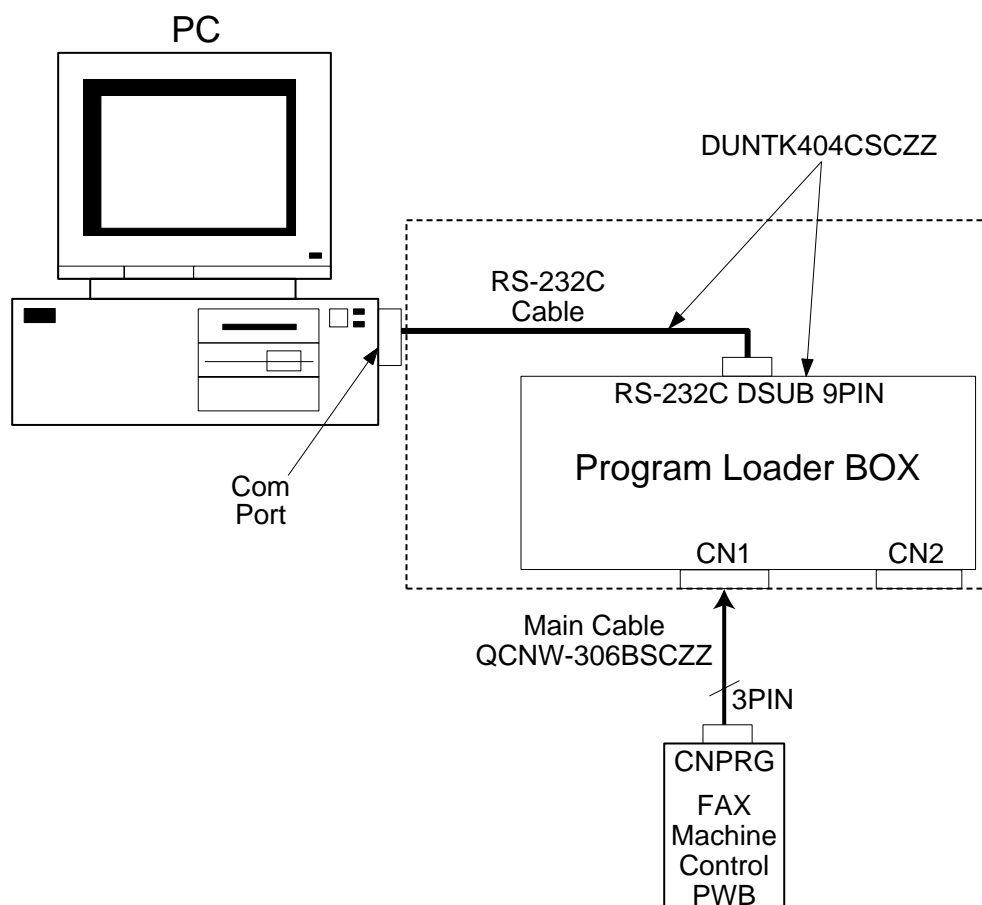 PC
DUNTK404CSCZZ
RS-232C
Cable
RS-232C DSUB 9PIN
Program Loader BOX
Com
Port
CN1
CN2
Main Cable
QCNW-306BSCZZ
3PIN
CNPRG
FAX
Machine
Control
PWB